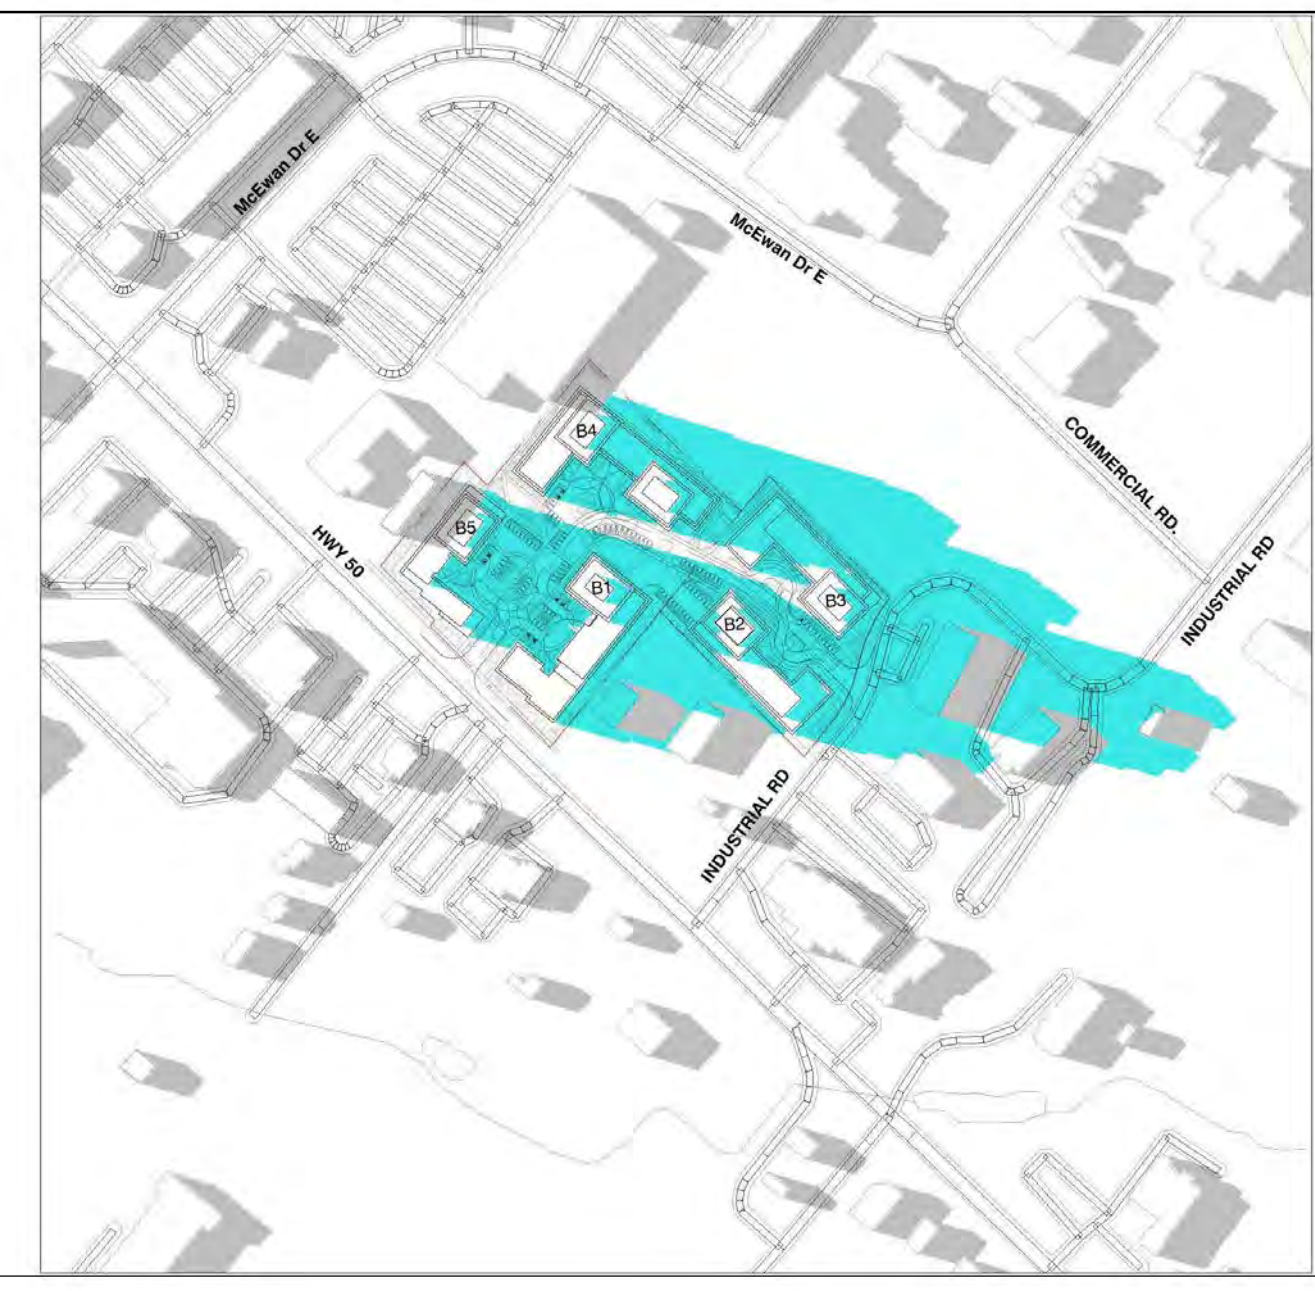 McEwan Dr E
McEwan Dr E
COMMERCIAL RD.
B4
B5
HWY 50
B1
B3
B2
INDUSTRIAL RD
INDUSTRIAL RD